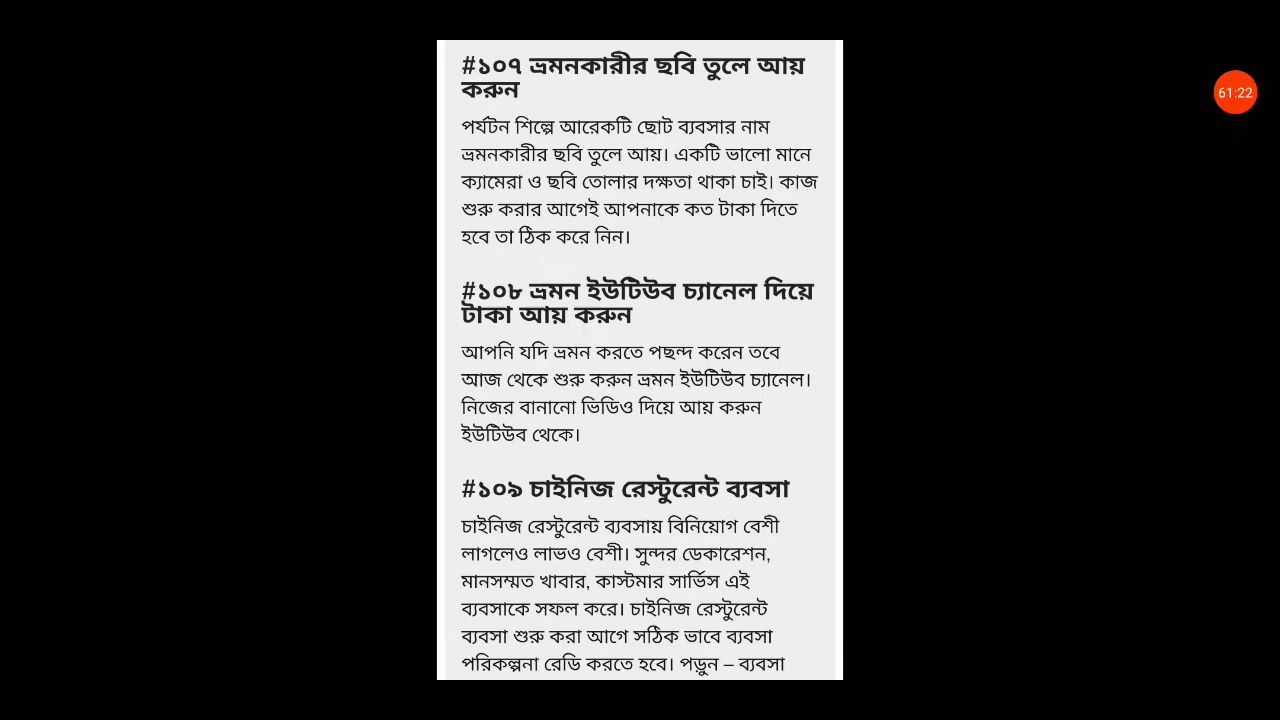 #১০৭ ভ্রমনকারীর ছবি তুলে আয়
করুন
পর্যটন শিল্পে আরেকটি ছোট ব্যবসার নাম
ভ্রমনকারীর ছবি তুলে আয়। একটি ভালো মানে
ক্যামেরা ও ছবি তোলার দক্ষতা থাকা চাই। কাজ
শুরু করার আগেই আপনাকে কত টাকা দিতে
হবে তা ঠিক করে নিন।
#১০৮ ভ্রমন ইউটিউব চ্যানেল দিয়ে
টাকা আয় করুন
আপনি যদি ভ্রমন করতে পছন্দ করেন তবে
আজ থেকে শুরু করুন ভ্রমন ইউটিউব চ্যানেল।
নিজের বানানো ভিডিও দিয়ে আয় করুন
ইউটিউব থেকে।
#১০৯ চাইনিজ রেস্টুরেন্ট ব্যবসা
চাইনিজ রেস্টুরেন্ট ব্যবসায় বিনিয়োগ বেশী
লাগলেও লাভও বেশী। সুন্দর ডেকারেশন,
মানসম্মত খাবার, কাস্টমার সার্ভিস এই
ব্যবসাকে সফল করে। চাইনিজ রেস্টুরেন্ট
ব্যবসা শুরু করা আগে সঠিক ভাবে ব্যবসা
পরিকল্পনা রেডি করতে হবে। পড়ুন – ব্যবসা
61:22